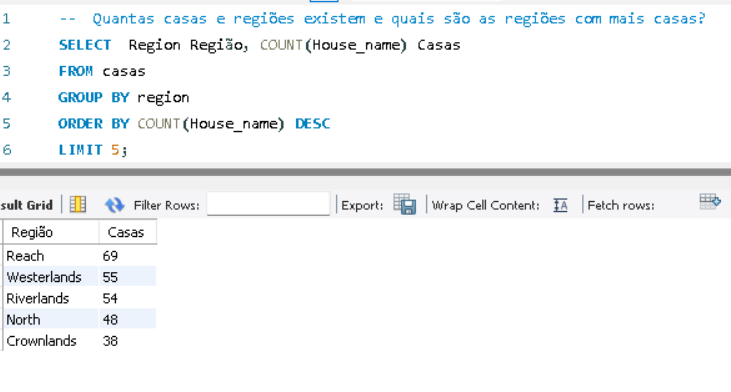 1 -- Quantas casas e regiões existem e quais são as regiões com mais casas?
2 SELECT Region Região, COUNT(House_name) Casas
3 FROM casas
4 GROUP BY region
5 ORDER BY COUNT(House_name) DESC
6 LIMIT 5;
sult Grid Filter Rows: Export: Wrap Cell Content: IA Fetch rows:
Região Casas
Reach 69
Westerlands 55
Riverlands 54
North 48
Crownlands 38